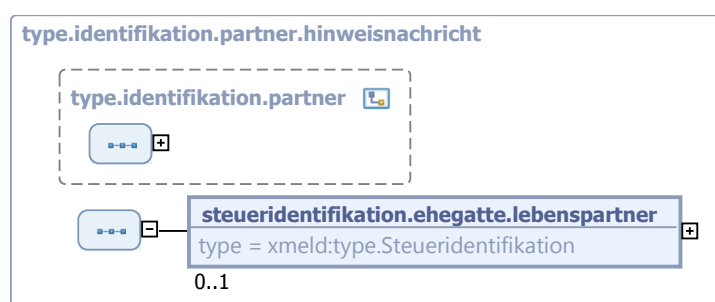 type.identifikation.partner.hinweisnachricht
type.identifikation.partner
steueridentifikation.ehegatte.lebenspartner
type = xmeld:type.Steueridentifikation
0..1